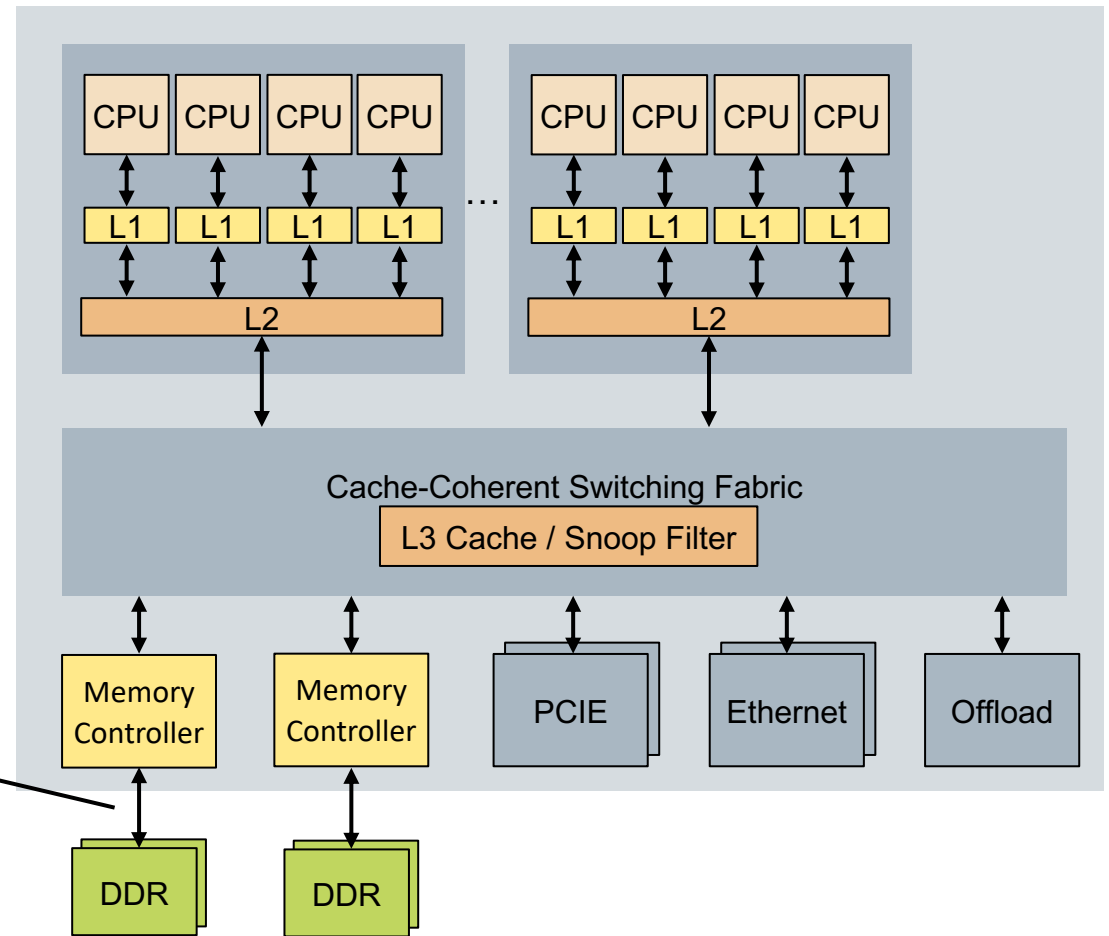 CPU CPU CPU CPU CPU CPU CPU CPU
...
L1 L1 L1 L1 L1 L1 L1 L1
L2 L2
Cache-Coherent Switching Fabric
L3 Cache / Snoop Filter
Memory
Controller
Memory
Controller
PCIE
Ethernet
Offload
DDR
DDR